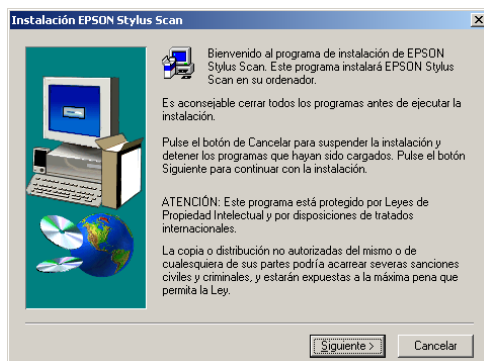 Instalación EPSON Stylus Scan
Bienvenido al programa de instalación de EPSON
Stylus Scan. Este programa instalará EPSON Stylus
Scan en su ordenador.
Es aconsejable cerrar todos los programas antes de ejecutar la
instalación.
Pulse el botón de Cancelar para suspender la instalación y
detener los programas que hayan sido cargados. Pulse el botón
Siguiente para continuar con la instalación.
ATENCIÓN: Este programa está protegido por Leyes de
Propiedad Intelectual y por disposiciones de tratados
internacionales.
La copia o distribución no autorizadas del mismo o de
cualesquiera de sus partes podría acarrear severas sanciones
civiles y criminales, y estarán expuestas a la máxima pena que
permita la Ley.
Siguiente > Cancelar